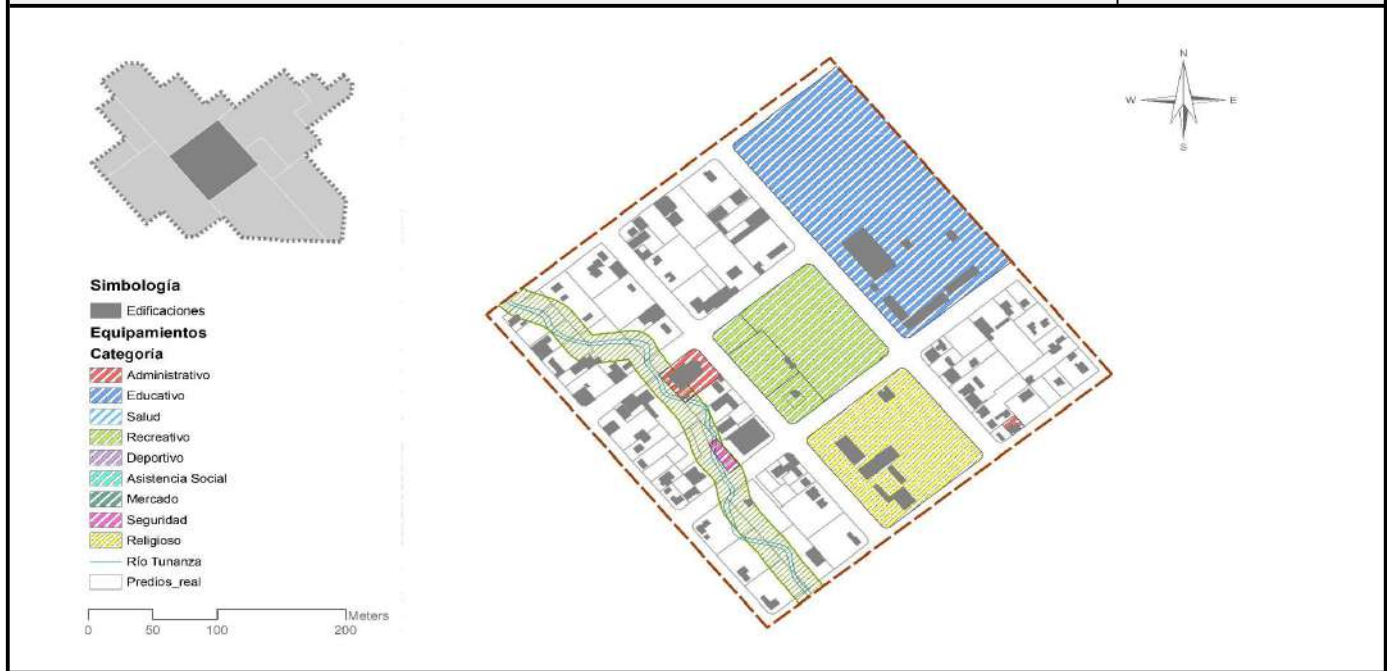 N
W E
S
Simbología
Edificaciones
Equipamientos
Categoría
Administrativo
Educativo
Salud
Recreativo
Deportivo
Asistencia Social
Mercado
Seguridad
Religioso
Río Tunanza
Predios_real
Meters
0 50 100 200